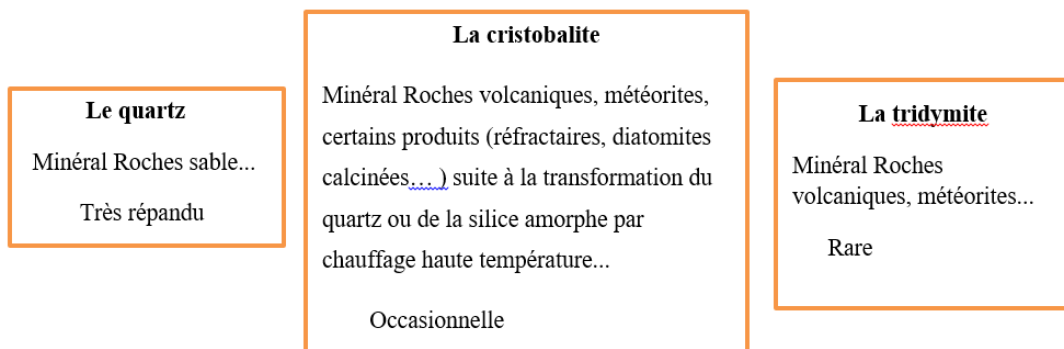 Le quartz
Minéral Roches sable...
Très répandu
La cristobalite
Minéral Roches volcaniques, météorites,
certains produits (réfractaires, diatomites
calcinées… ) suite à la transformation du
quartz ou de la silice amorphe par
chauffage haute température...
Occasionnelle
La tridymite
Minéral Roches
volcaniques, météorites...
Rare